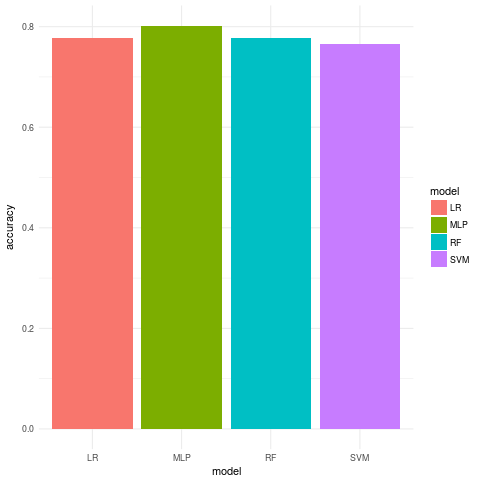 0.8
0.6
0.4
0.2
0.0
accuracy
LR MLP RF SVM
model
model
LR
MLP
RF
SVM